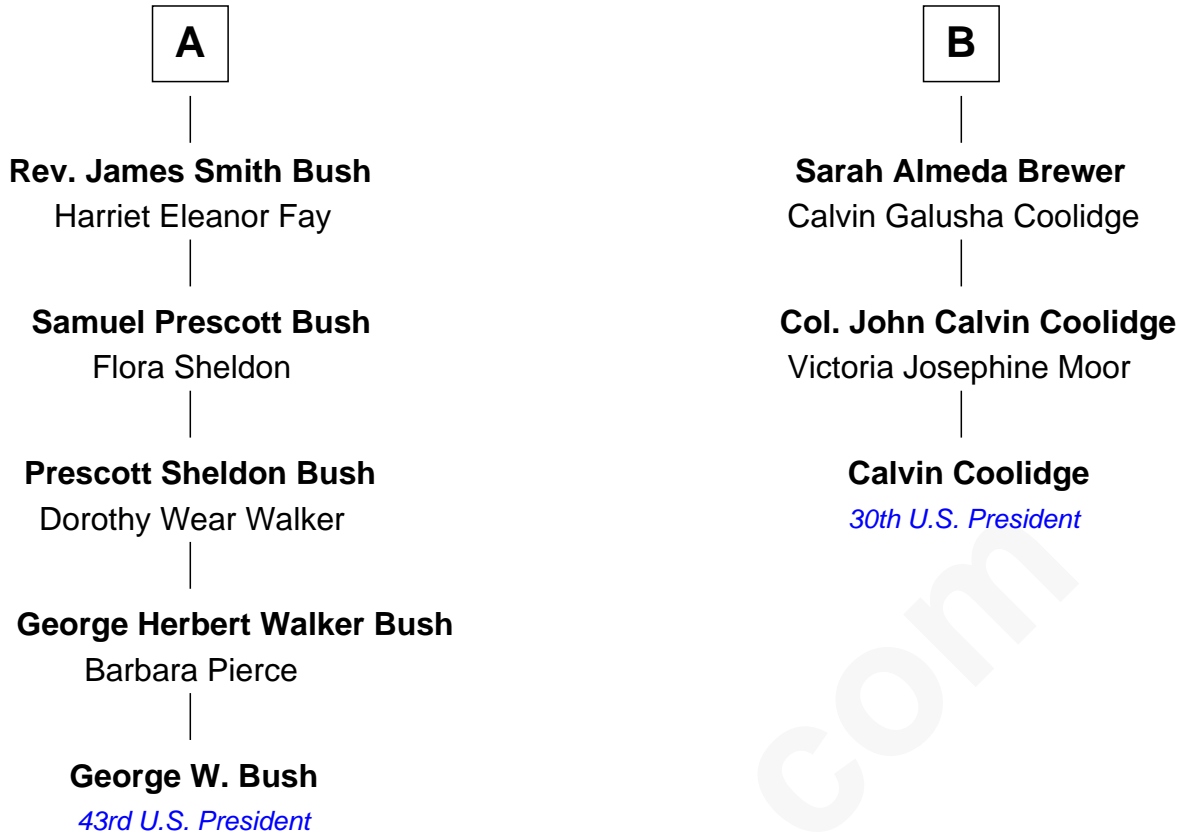 A
Rev. James Smith Bush
Harriet Eleanor Fay
Samuel Prescott Bush
Flora Sheldon
Prescott Sheldon Bush
Dorothy Wear Walker
George Herbert Walker Bush
Barbara Pierce
George W. Bush
43rd U.S. President
B
Sarah Almeda Brewer
Calvin Galusha Coolidge
Col. John Calvin Coolidge
Victoria Josephine Moor
Calvin Coolidge
30th U.S. President
com